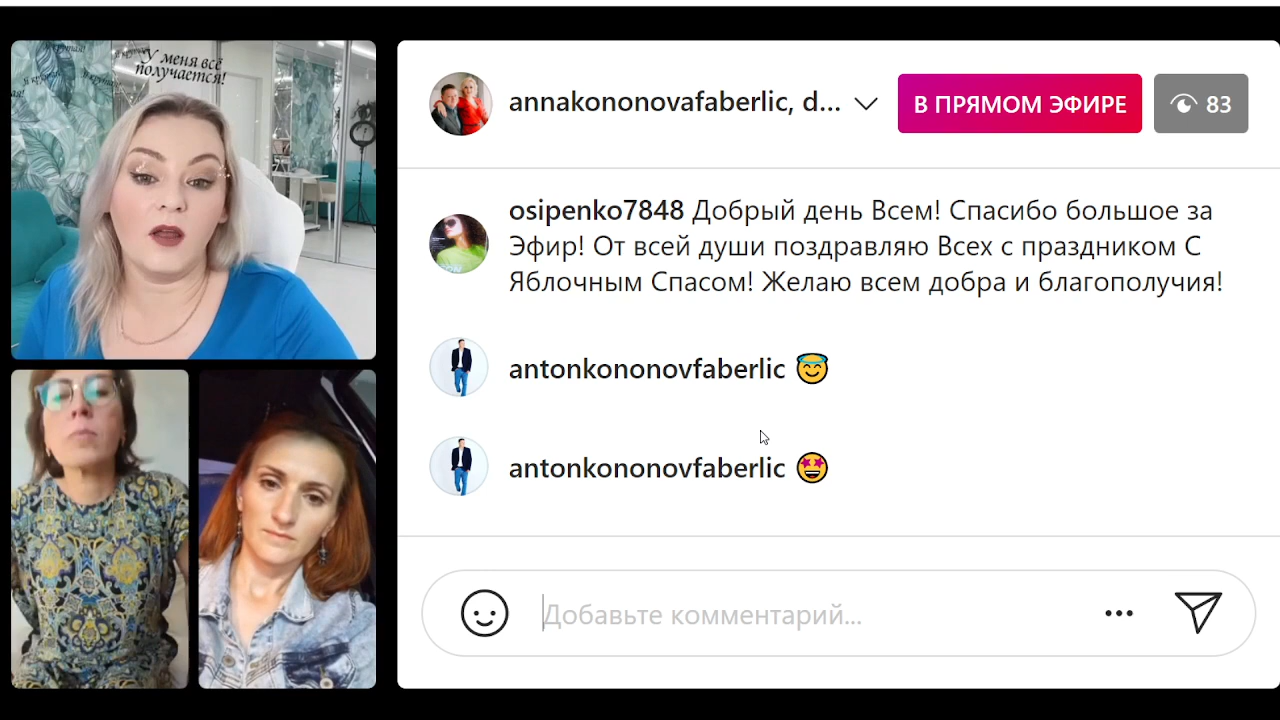 У меня всё
получается!
Я крутая!
annakononovafaberlic, d...
В ПРЯМОМ ЭФИРЕ
83
osipenko7848 Добрый день Всем! Спасибо большое за
Эфир! От всей души поздравляю Всех с праздником С
Яблочным Спасом! Желаю всем добра и благополучия!
antonkononovfaberlic 😇
antonkononovfaberlic 🤩
Добавьте комментарий...